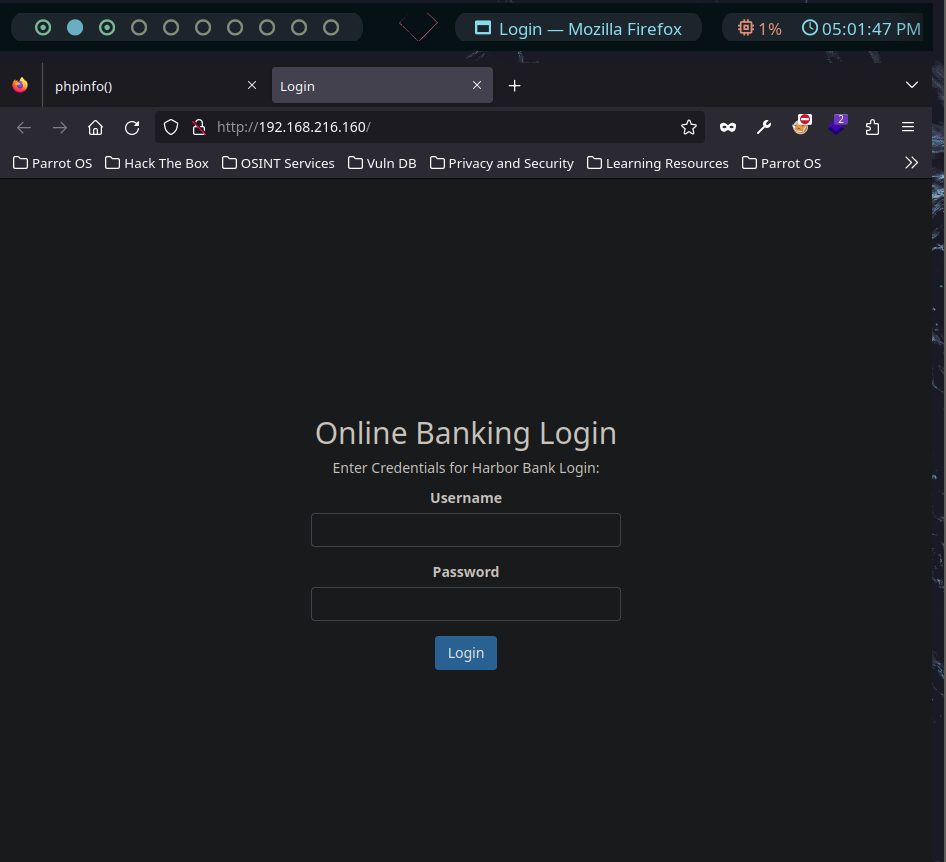 Login — Mozilla Firefox 1% 05:01:47 PM
phpinfo() Login
http://192.168.216.160/ 2
Parrot OS Hack The Box OSINT Services Vuln DB Privacy and Security Learning Resources Parrot OS
Online Banking Login
Enter Credentials for Harbor Bank Login:
Username
Password
Login